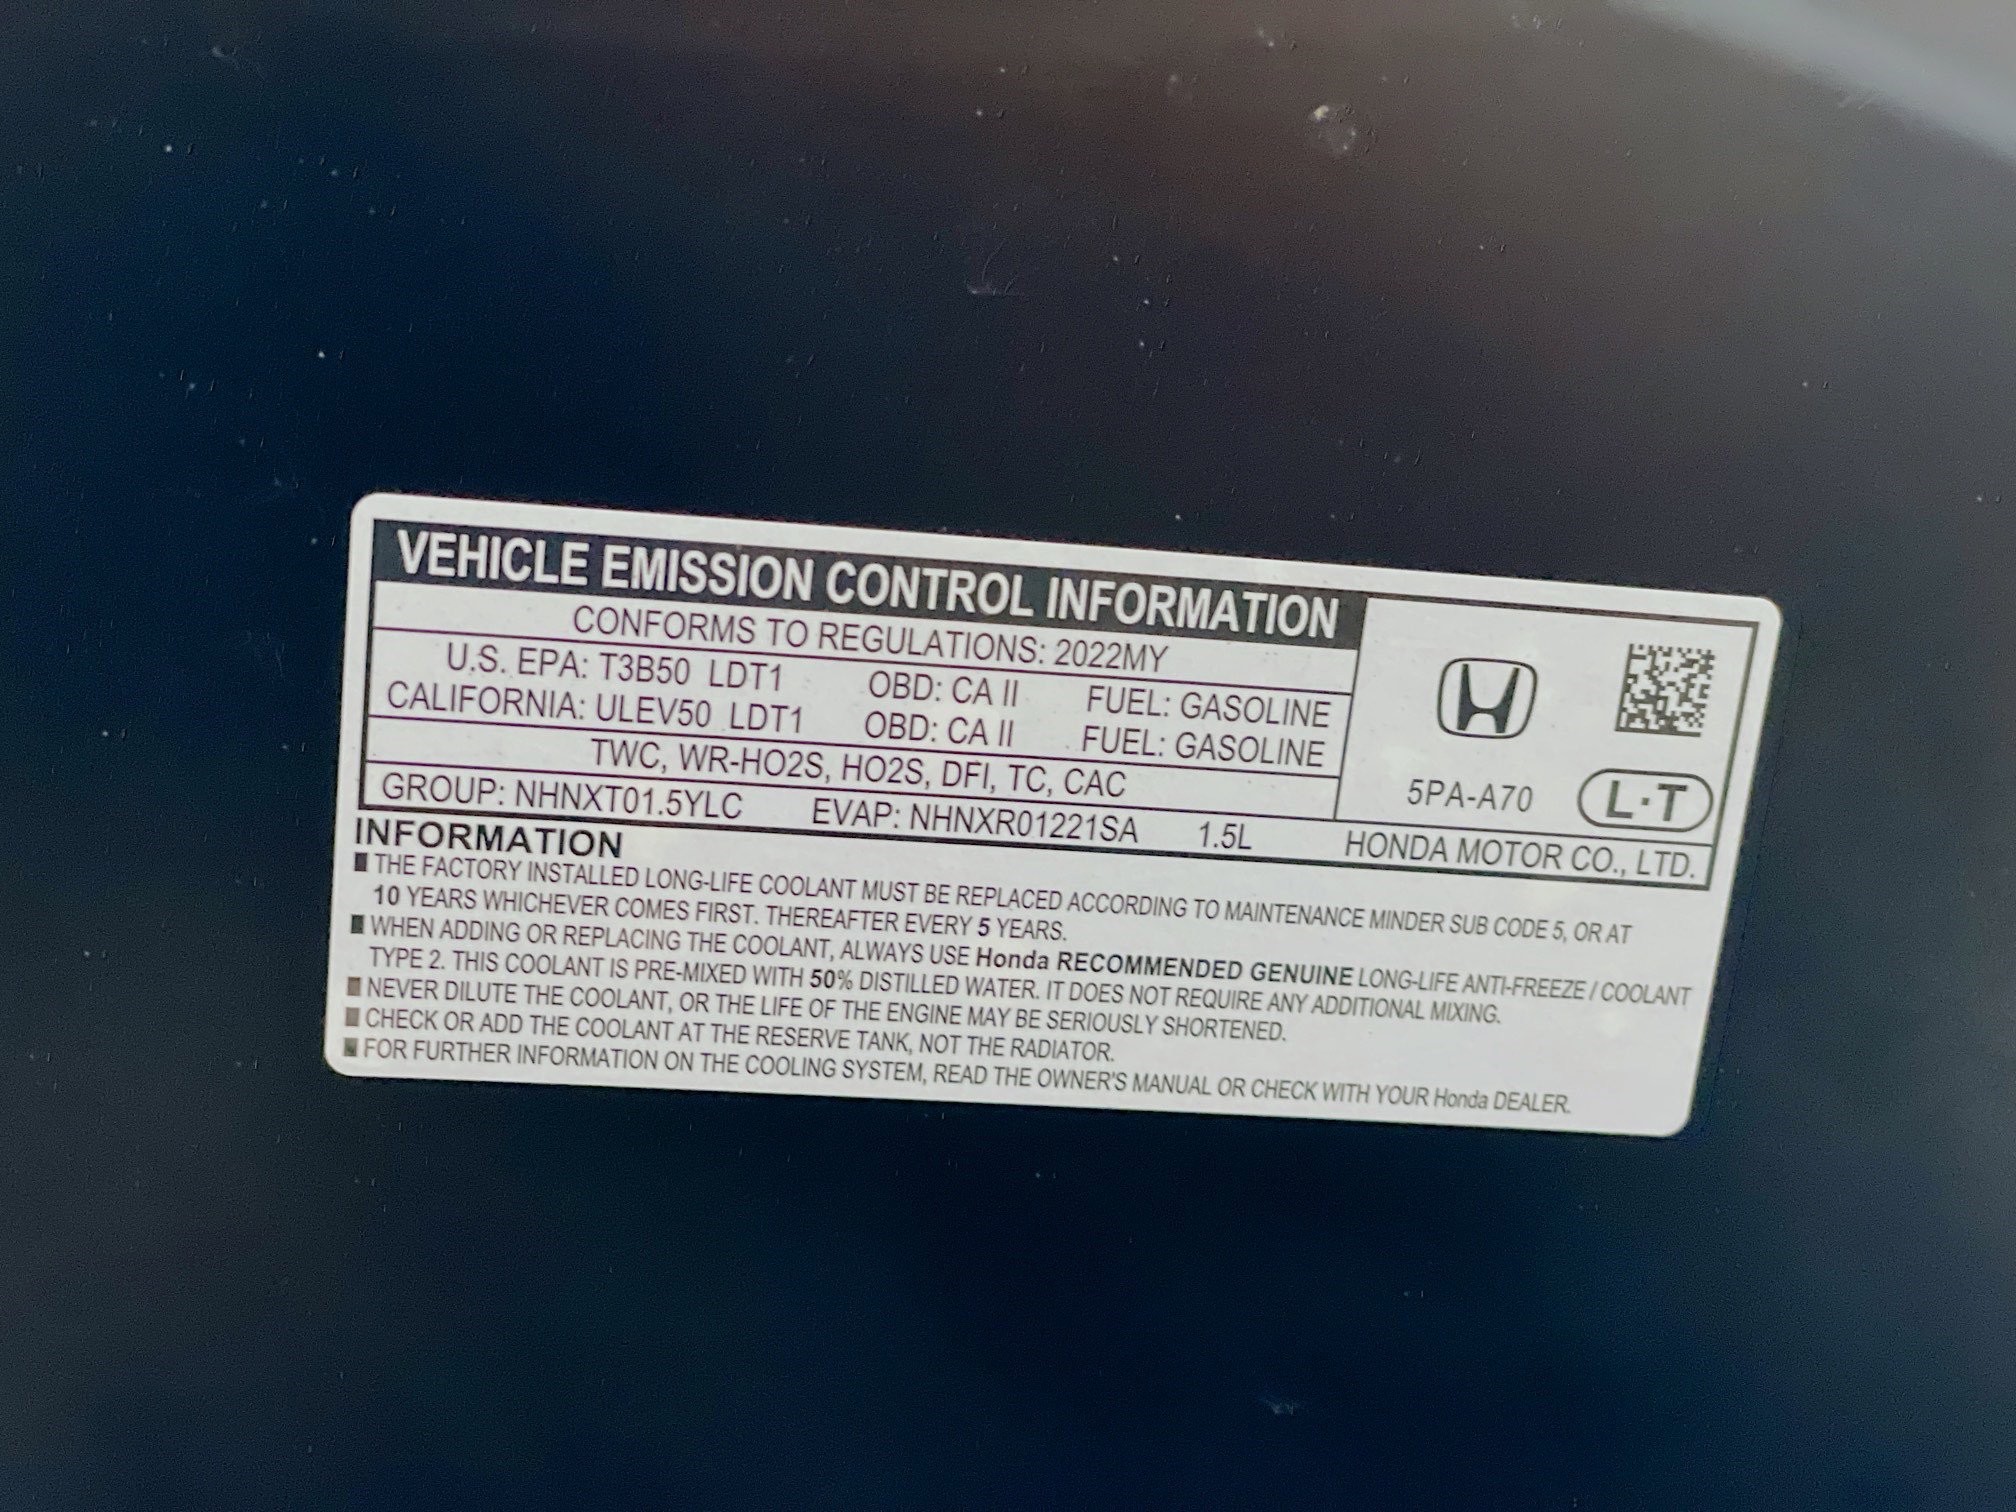 VEHICLE EMISSION CONTROL INFORMATION
CONFORMS TO REGULATIONS: 2022MY
U.S. EPA: T3B50 LDT1 OBD: CA II FUEL: GASOLINE
CALIFORNIA: ULEV50 LDT1 OBD: CA II FUEL: GASOLINE
TWC, WR-HO2S, HO2S, DFI, TC, CAC
5PA-A70 L·T
GROUP: NHNXT01.5YLC EVAP: NHNXR01221SA 1.5L HONDA MOTOR CO., LTD.
INFORMATION
■ THE FACTORY INSTALLED LONG-LIFE COOLANT MUST BE REPLACED ACCORDING TO MAINTENANCE MINDER SUB CODE 5, OR AT
10 YEARS WHICHEVER COMES FIRST. THEREAFTER EVERY 5 YEARS.
■ WHEN ADDING OR REPLACING THE COOLANT, ALWAYS USE Honda RECOMMENDED GENUINE LONG-LIFE ANTI-FREEZE / COOLANT
TYPE 2. THIS COOLANT IS PRE-MIXED WITH 50% DISTILLED WATER. IT DOES NOT REQUIRE ANY ADDITIONAL MIXING.
■ NEVER DILUTE THE COOLANT, OR THE LIFE OF THE ENGINE MAY BE SERIOUSLY SHORTENED.
■ CHECK OR ADD THE COOLANT AT THE RESERVE TANK, NOT THE RADIATOR.
■ FOR FURTHER INFORMATION ON THE COOLING SYSTEM, READ THE OWNER'S MANUAL OR CHECK WITH YOUR Honda DEALER.